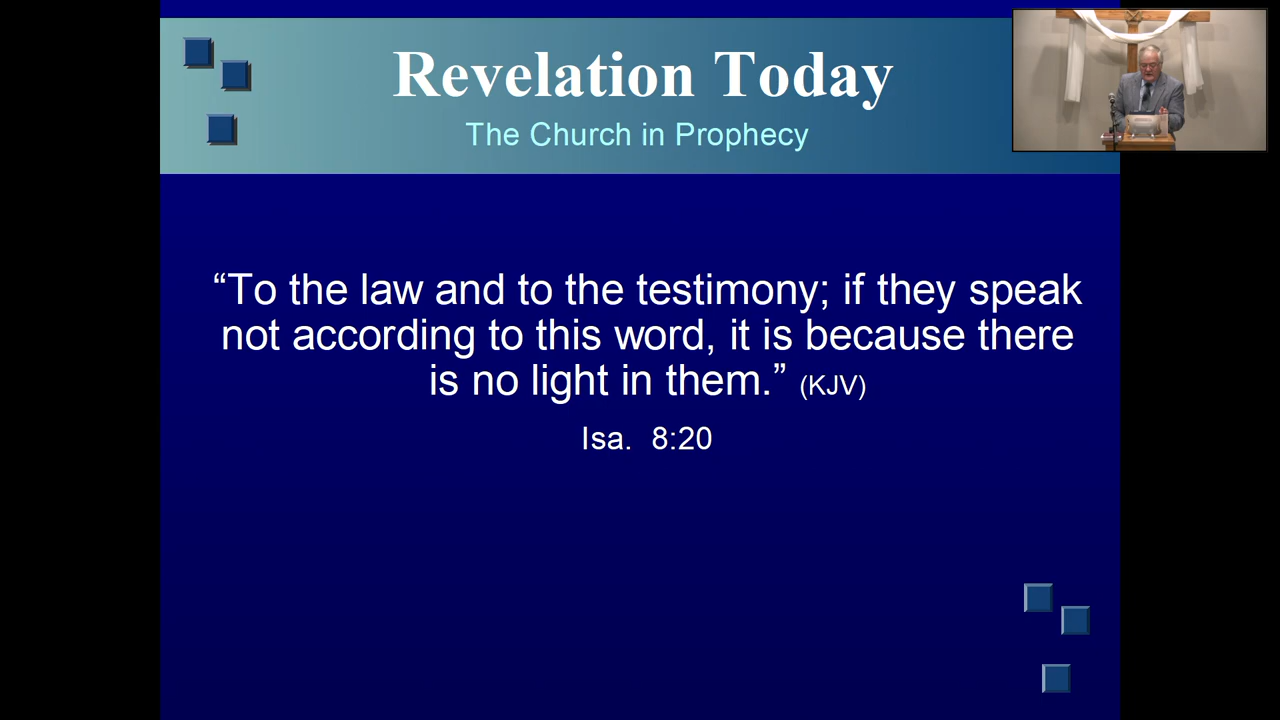 Revelation Today
The Church in Prophecy
“To the law and to the testimony; if they speak
not according to this word, it is because there
is no light in them.” (KJV)
Isa.  8:20